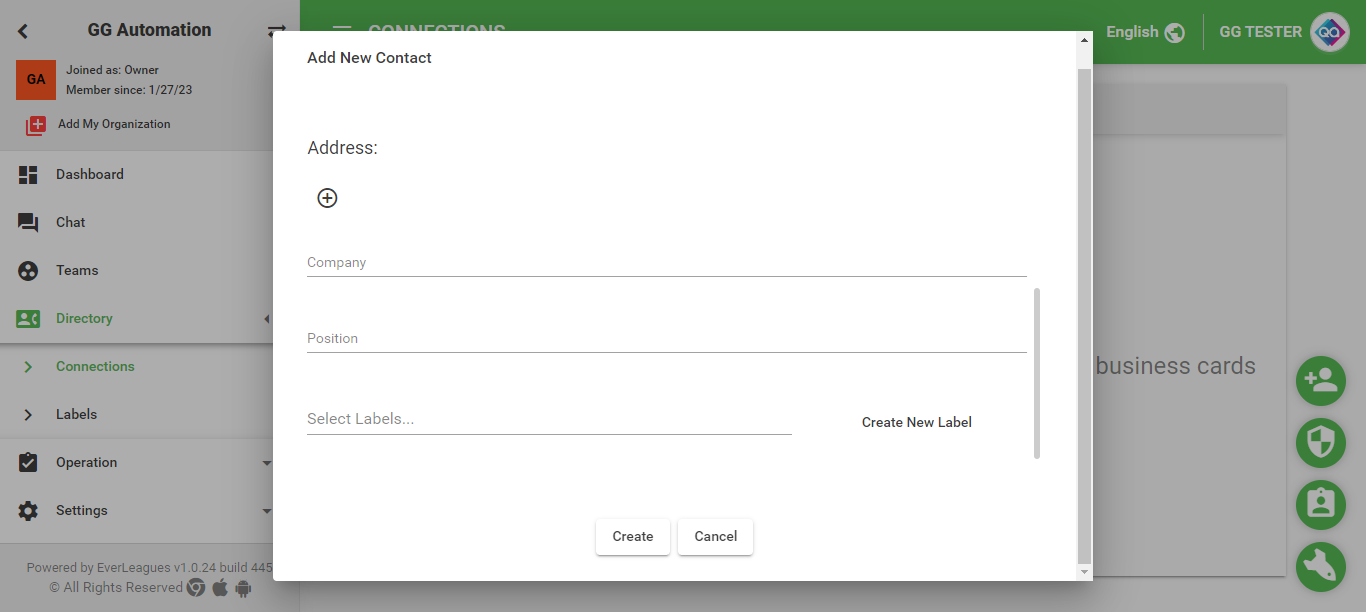 GG Automation
GA
Joined as: Owner
Member since: 1/27/23
Add My Organization
Dashboard
Chat
Teams
Directory
Connections
Labels
Operation
Settings
Powered by EverLeagues v1.0.24 build 445
© All Rights Reserved
CONNECTIONS
English
GG TESTER
QA
business cards
Add New Contact
Address:
Company
Position
Select Labels...
Create New Label
Create
Cancel